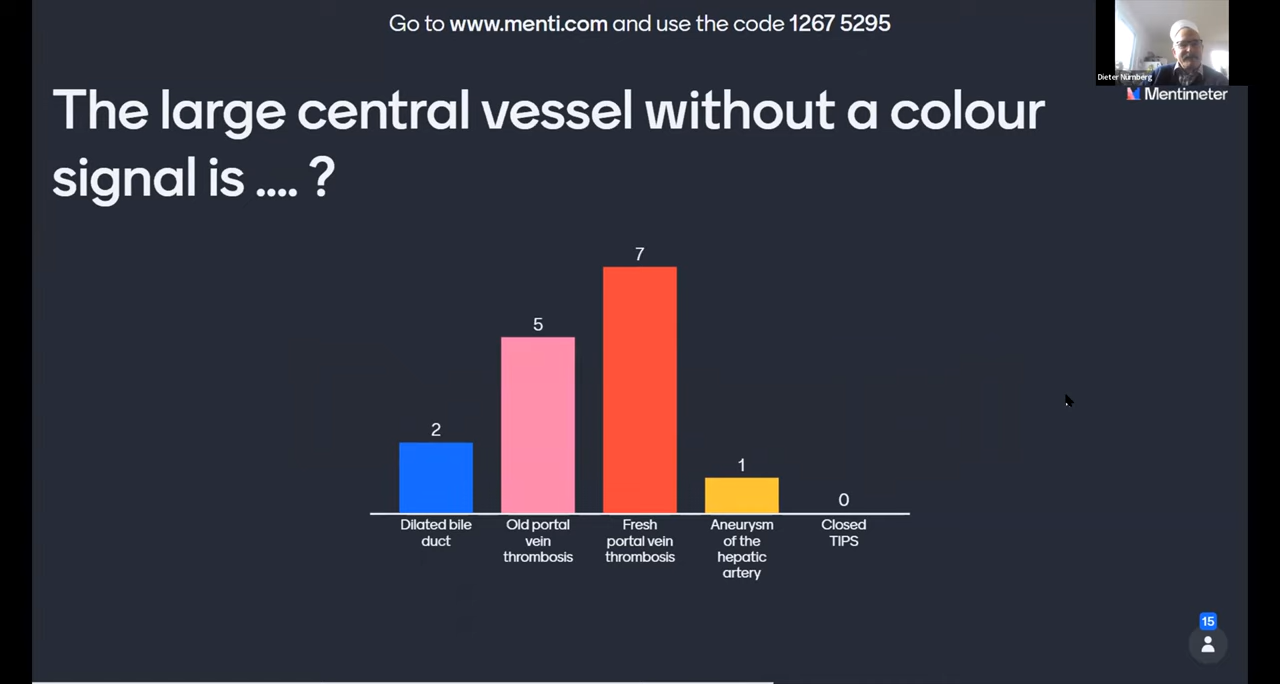 Go to www.menti.com and use the code 1267 5295
Dieter Nürnberg
Mentimeter
The large central vessel without a colour
signal is .... ?
2
5
7
1
0
Dilated bile
duct
Old portal
vein
thrombosis
Fresh
portal vein
thrombosis
Aneurysm
of the
hepatic
artery
Closed
TIPS
15